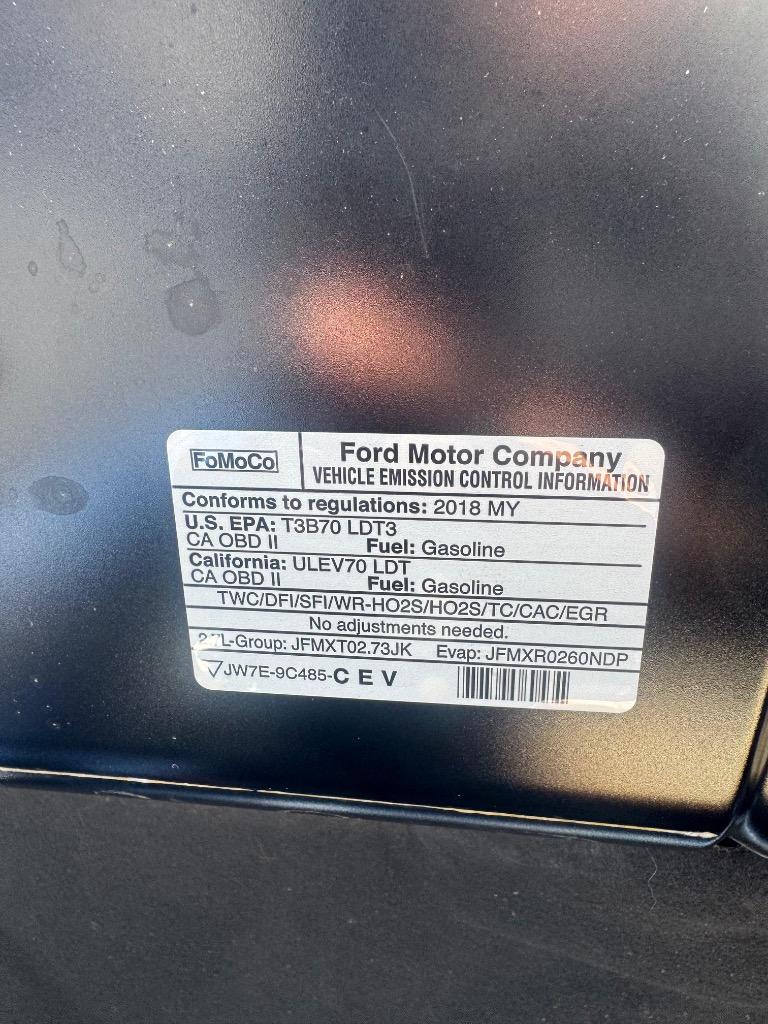 FoMoCo
Ford Motor Company
VEHICLE EMISSION CONTROL INFORMATION
Conforms to regulations: 2018 MY
U.S. EPA: T3B70 LDT3
CA OBD II Fuel: Gasoline
California: ULEV70 LDT
CA OBD II Fuel: Gasoline
TWC/DFI/SFI/WR-HO2S/HO2S/TC/CAC/EGR
No adjustments needed.
2.7L-Group: JFMXT02.73JK Evap: JFMXR0260NDP
JW7E-9C485-C E V